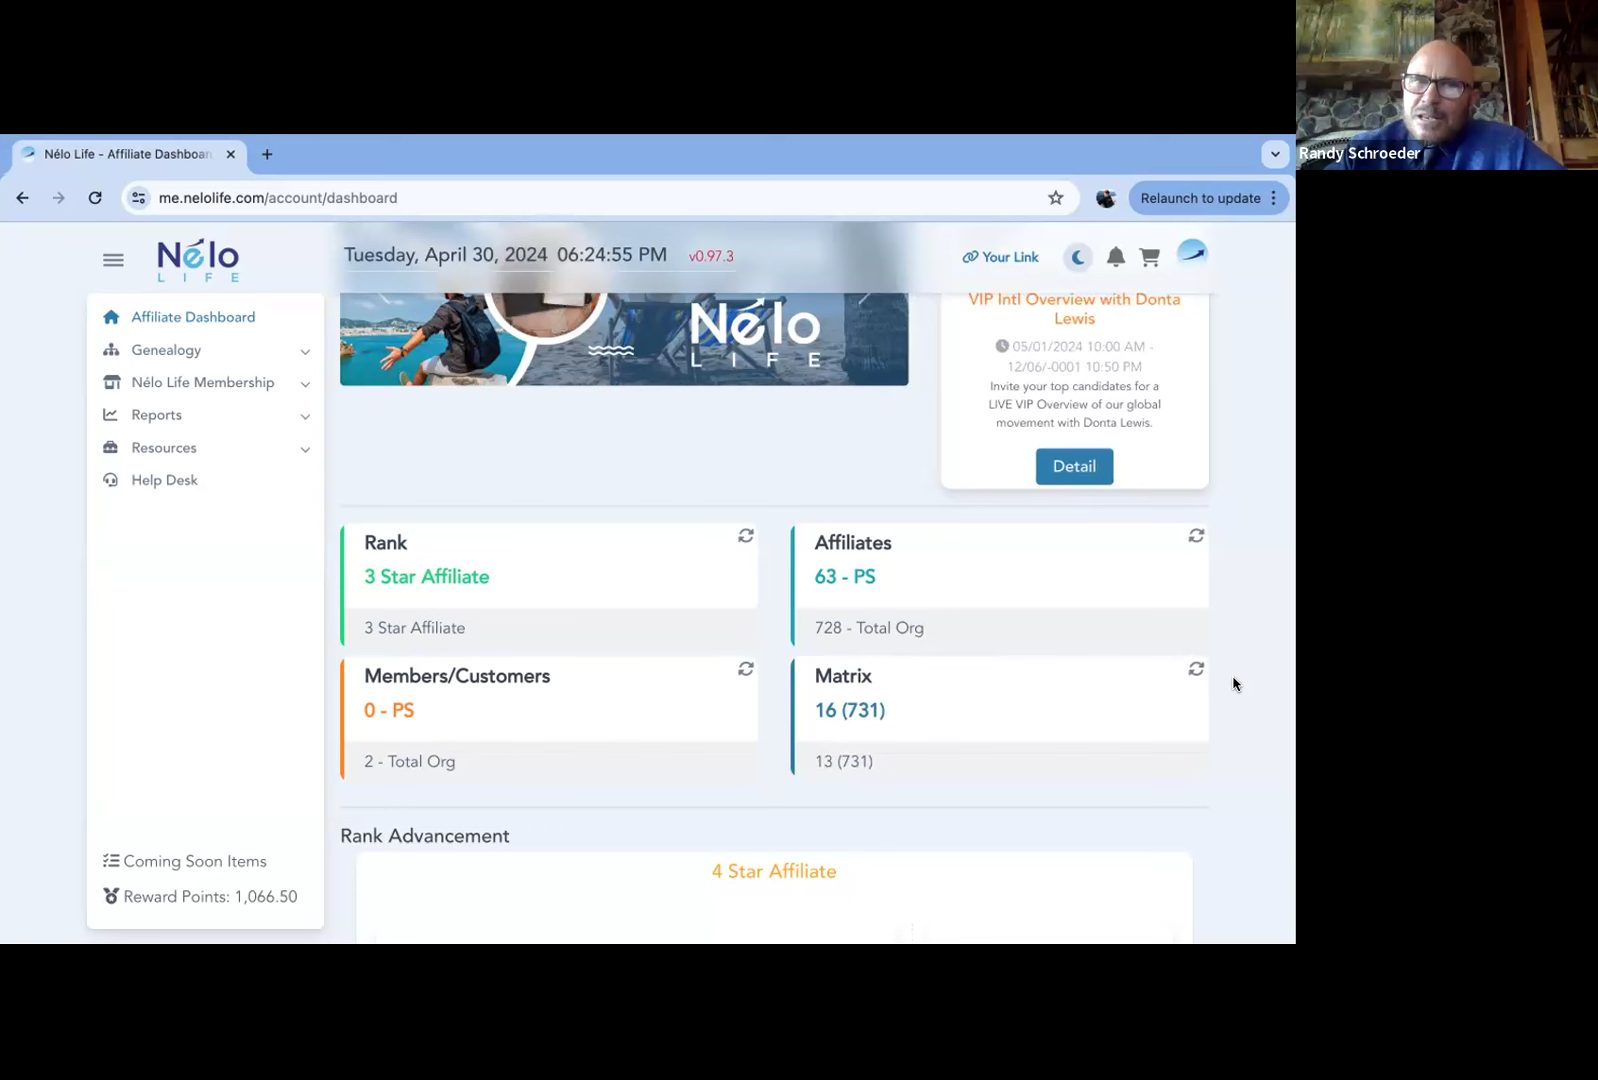 Nélo Life - Affiliate Dashboar
me.nelolife.com/account/dashboard
Relaunch to update
Randy Schroeder
Nélo
LIFE
Tuesday, April 30, 2024 06:24:55 PM v0.97.3
Your Link
Affiliate Dashboard
Genealogy
Nélo Life Membership
Reports
Resources
Help Desk
Coming Soon Items
Reward Points: 1,066.50
Nélo
LIFE
VIP Intl Overview with Donta
Lewis
05/01/2024 10:00 AM -
12/06/-0001 10:50 PM
Invite your top candidates for a
LIVE VIP Overview of our global
movement with Donta Lewis.
Detail
Rank
3 Star Affiliate
3 Star Affiliate
Affiliates
63 - PS
728 - Total Org
Members/Customers
0 - PS
2 - Total Org
Matrix
16 (731)
13 (731)
Rank Advancement
4 Star Affiliate